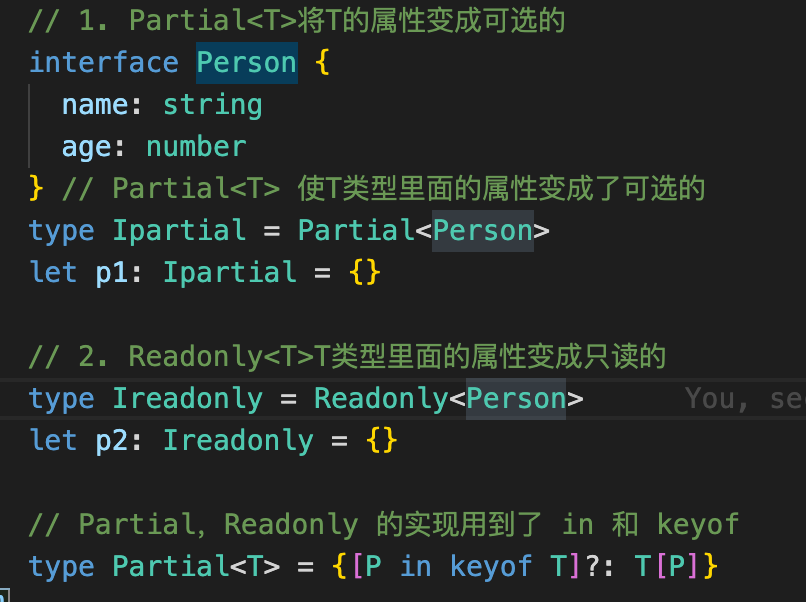 // 1. Partial<T>将T的属性变成可选的
interface Person {
name: string
age: number
} // Partial<T> 使T类型里面的属性变成了可选的
type Ipartial = Partial<Person>
let p1: Ipartial = {}
// 2. Readonly<T>T类型里面的属性变成只读的
type Ireadonly = Readonly<Person> You,
let p2: Ireadonly = {}
// Partial, Readonly 的实现用到了 in 和 keyof
type Partial<T> = {[P in keyof T]?: T[P]}